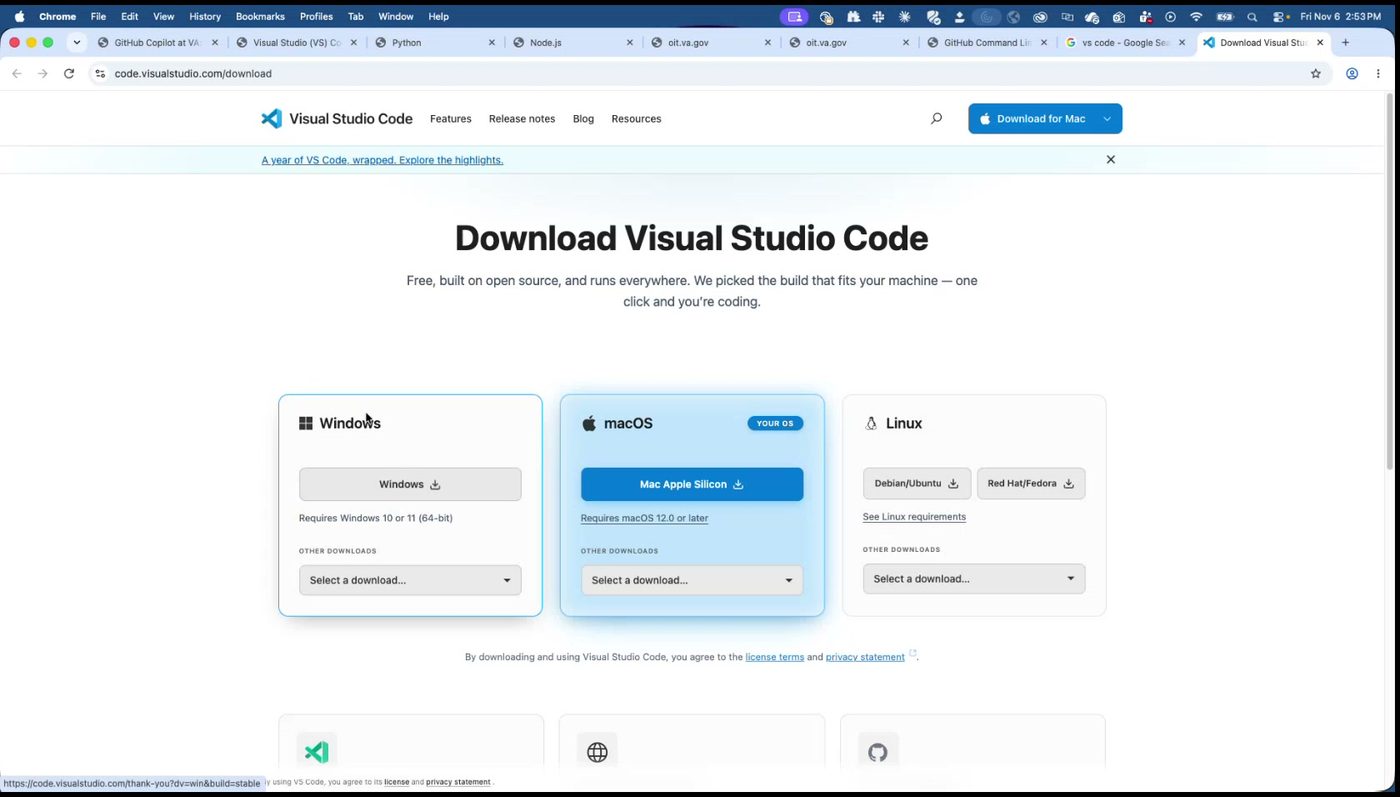 Chrome File Edit View History Bookmarks Profiles Tab Window Help
Fri Nov 6 2:53 PM
GitHub Copilot at VA:
Visual Studio (VS) Co
Python
Node.js
oit.va.gov
oit.va.gov
GitHub Command Lin
vs code - Google Sea
Download Visual Stu
code.visualstudio.com/download
Visual Studio Code
Features
Release notes
Blog
Resources
Download for Mac
A year of VS Code, wrapped. Explore the highlights.
Download Visual Studio Code
Free, built on open source, and runs everywhere. We picked the build that fits your machine — one
click and you're coding.
Windows
Windows
Requires Windows 10 or 11 (64-bit)
OTHER DOWNLOADS
Select a download...
macOS
YOUR OS
Mac Apple Silicon
Requires macOS 12.0 or later
OTHER DOWNLOADS
Select a download...
Linux
Debian/Ubuntu
Red Hat/Fedora
See Linux requirements
OTHER DOWNLOADS
Select a download...
By downloading and using Visual Studio Code, you agree to the license terms and privacy statement.
https://code.visualstudio.com/thank-you?dv=win&build=stable
using VS Code, you agree to its license and privacy statement.